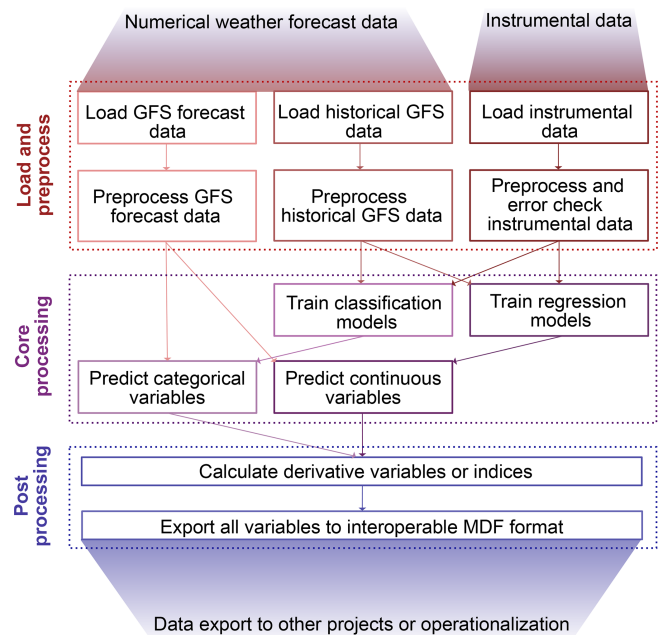 Numerical weather forecast data
Instrumental data
Load and
preprocess
Load GFS forecast
data
Load historical GFS
data
Load instrumental
data
Preprocess GFS
forecast data
Preprocess
historical GFS data
Preprocess and
error check
instrumental data
Core
processing
Train classification
models
Train regression
models
Predict categorical
variables
Predict continuous
variables
Post
processing
Calculate derivative variables or indices
Export all variables to interoperable MDF format
Data export to other projects or operationalization